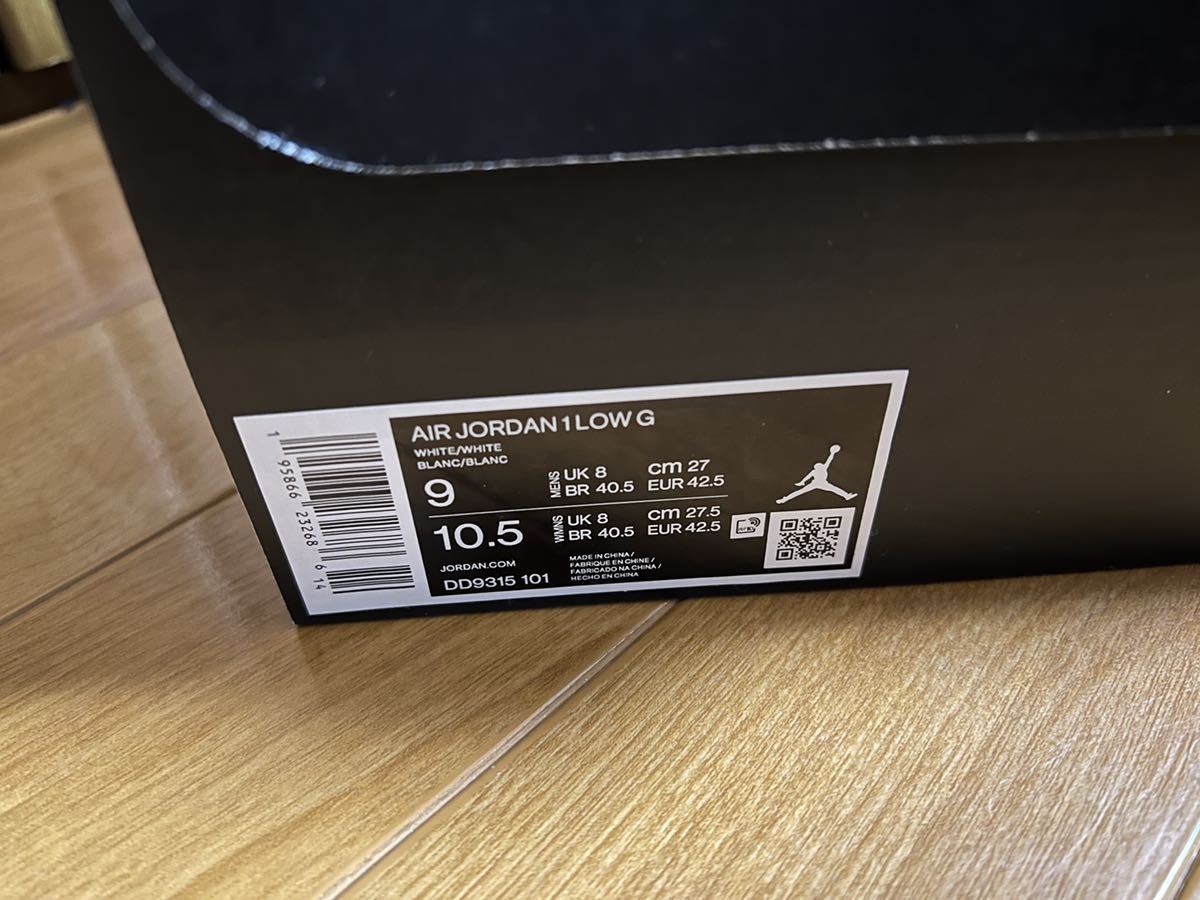 AIR JORDAN 1 LOW G
WHITE/WHITE
BLANC/BLANC
9 MENS UK 8 cm 27
BR 40.5 EUR 42.5
10.5 WMNS UK 8 cm 27.5
BR 40.5 EUR 42.5
JORDAN.COM
DD9315 101
MADE IN CHINA /
FABRIQUE EN CHINE /
FABRICADO NA CHINA /
HECHO EN CHINA
1 95866 23268 6 14